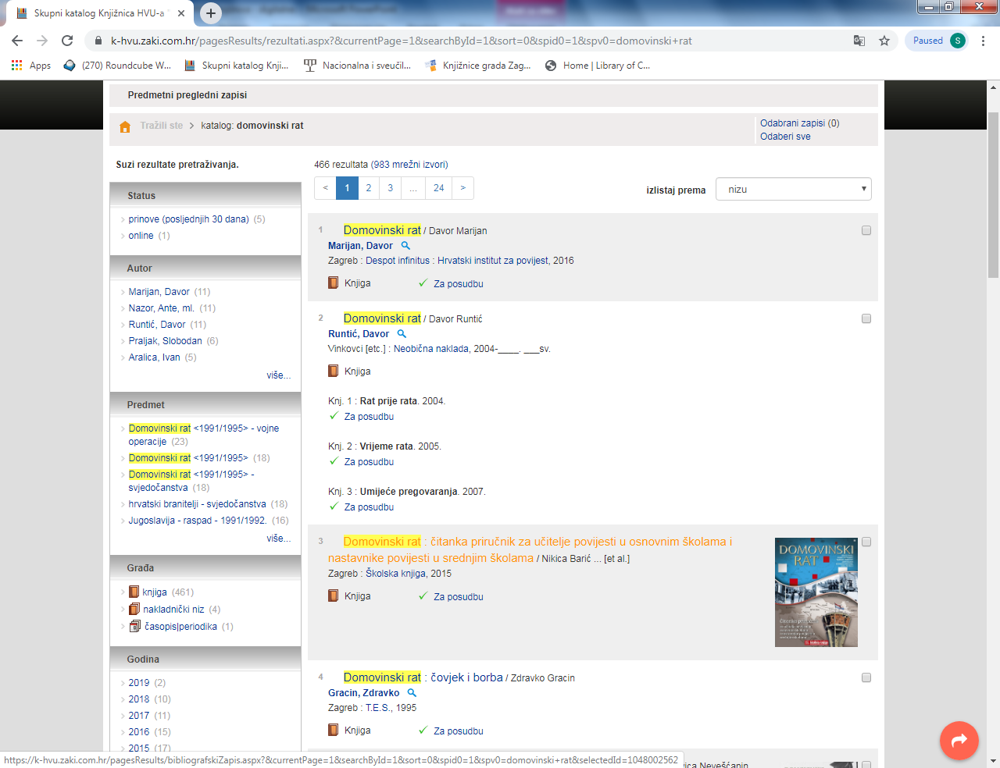 Skupni katalog Knjižnica HVU-a
k-hvu.zaki.com.hr/pagesResults/rezultati.aspx?&currentPage=1&searchById=1&sort=0&spid0=1&spv0=domovinski+rat
Paused S
Apps (270) Roundcube W... Skupni katalog Knji... Nacionalna i sveučil... Knjižnice grada Zag... Home | Library of C...
Predmetni pregledni zapisi
Tražili ste > katalog: domovinski rat
Odabrani zapisi (0)
Odaberi sve
Suzi rezultate pretraživanja.
Status
prinove (posljednjih 30 dana) (5)
online (1)
Autor
Marijan, Davor (11)
Nazor, Ante, ml. (11)
Runtić, Davor (11)
Praljak, Slobodan (6)
Aralica, Ivan (5)
više...
Predmet
Domovinski rat <1991/1995> - vojne
operacije (23)
Domovinski rat <1991/1995> (18)
Domovinski rat <1991/1995> -
svjedočanstva (18)
hrvatski branitelji - svjedočanstva (18)
Jugoslavija - raspad - 1991/1992. (16)
više...
Građa
knjiga (461)
nakladnički niz (4)
časopis|periodika (1)
Godina
2019 (2)
2018 (10)
2017 (11)
2016 (15)
2015 (17)
466 rezultata (983 mrežni izvori)
< 1 2 3 ... 24 >
izlistaj prema nizu
1 Domovinski rat / Davor Marijan
Marijan, Davor
Zagreb : Despot infinitus : Hrvatski institut za povijest, 2016
Knjiga Za posudbu
2 Domovinski rat / Davor Runtić
Runtić, Davor
Vinkovci [etc.] : Neobična naklada, 2004-____. ___sv.
Knjiga
Knj. 1 : Rat prije rata. 2004.
Za posudbu
Knj. 2 : Vrijeme rata. 2005.
Za posudbu
Knj. 3 : Umijeće pregovaranja. 2007.
Za posudbu
3 Domovinski rat : čitanka priručnik za učitelje povijesti u osnovnim školama i
nastavnike povijesti u srednjim školama / Nikica Barić ... [et al.]
Zagreb : Školska knjiga, 2015
Knjiga Za posudbu
DOMOVINSKI
RAT
4 Domovinski rat : čovjek i borba / Zdravko Gracin
Gracin, Zdravko
Zagreb : T.E.S., 1995
Knjiga Za posudbu
https://k-hvu.zaki.com.hr/pagesResults/bibliografskiZapis.aspx?&currentPage=1&searchById=1&sort=0&spid0=1&spv0=domovinski+rat&selectedId=1048002562